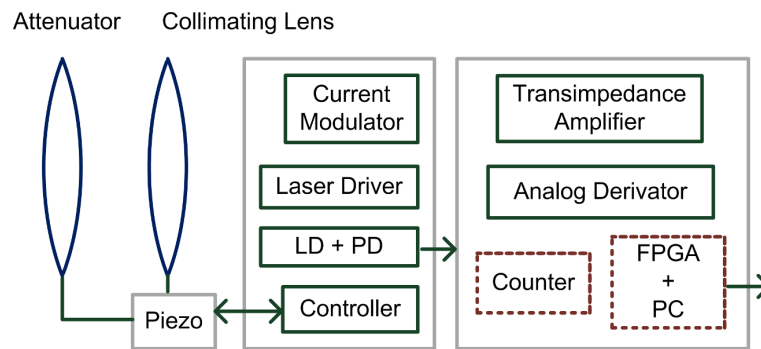 Attenuator
Collimating Lens
Current
Modulator
Laser Driver
LD + PD
Controller
Piezo
Transimpedance
Amplifier
Analog Derivator
Counter
FPGA
+
PC